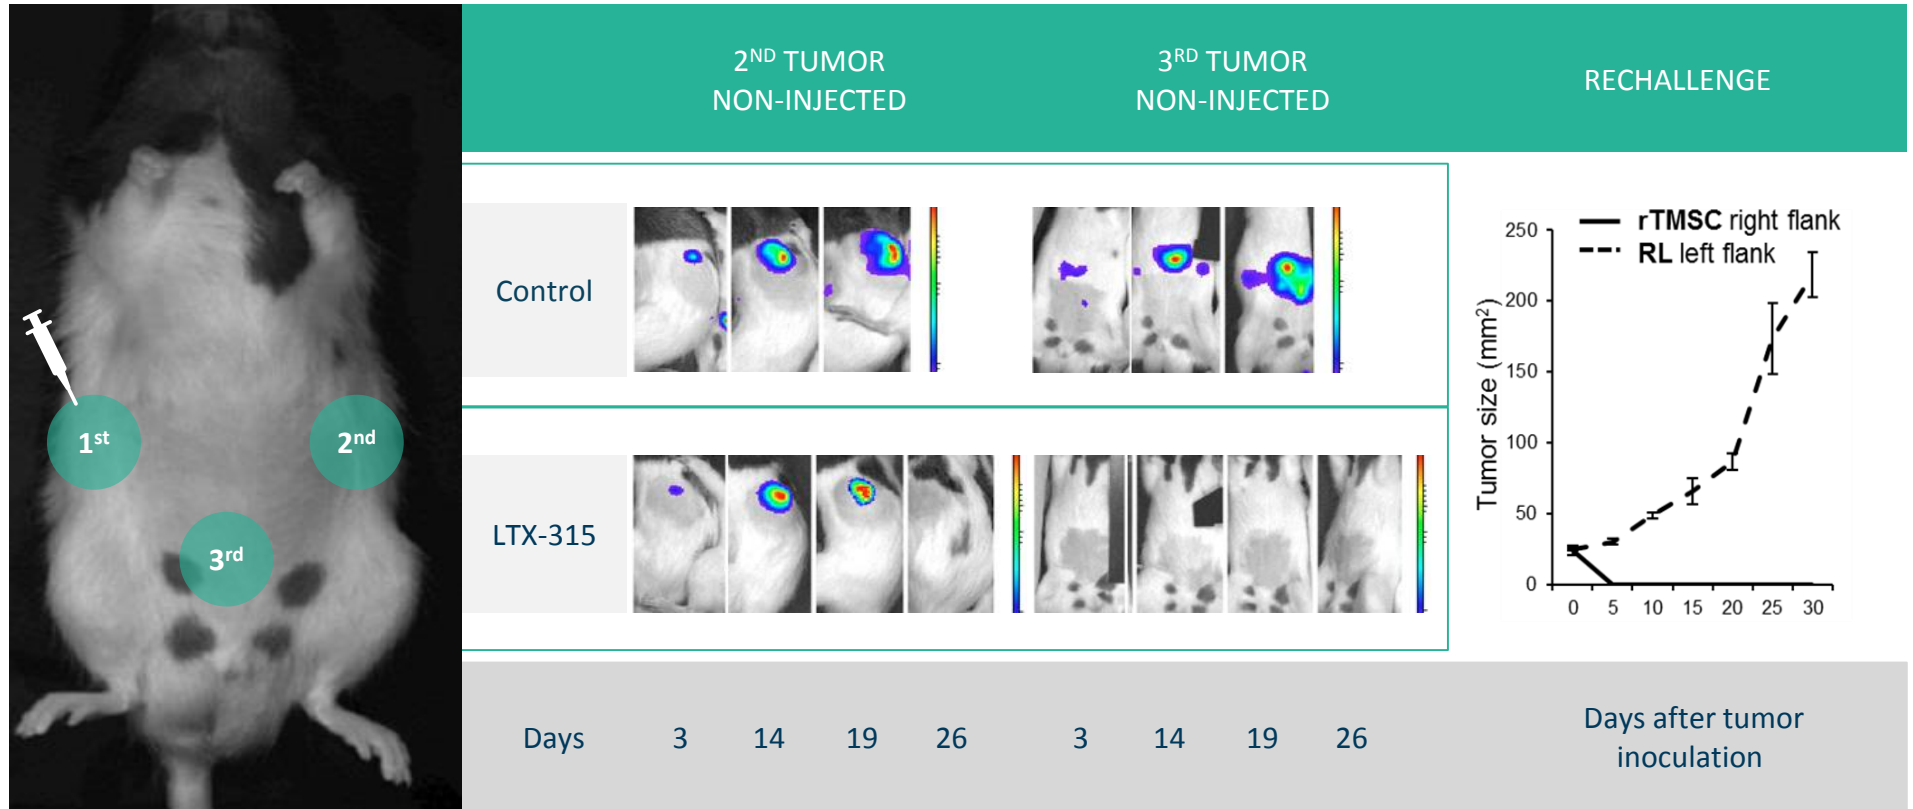 2ND TUMOR
NON-INJECTED
3RD TUMOR
NON-INJECTED
RECHALLENGE
Control
LTX-315
1st
2nd
3rd
rTMSC right flank
RL left flank
Tumor size (mm2)
250
200
150
100
50
0
0 5 10 15 20 25 30
Days 3 14 19 26 3 14 19 26
Days after tumor
inoculation